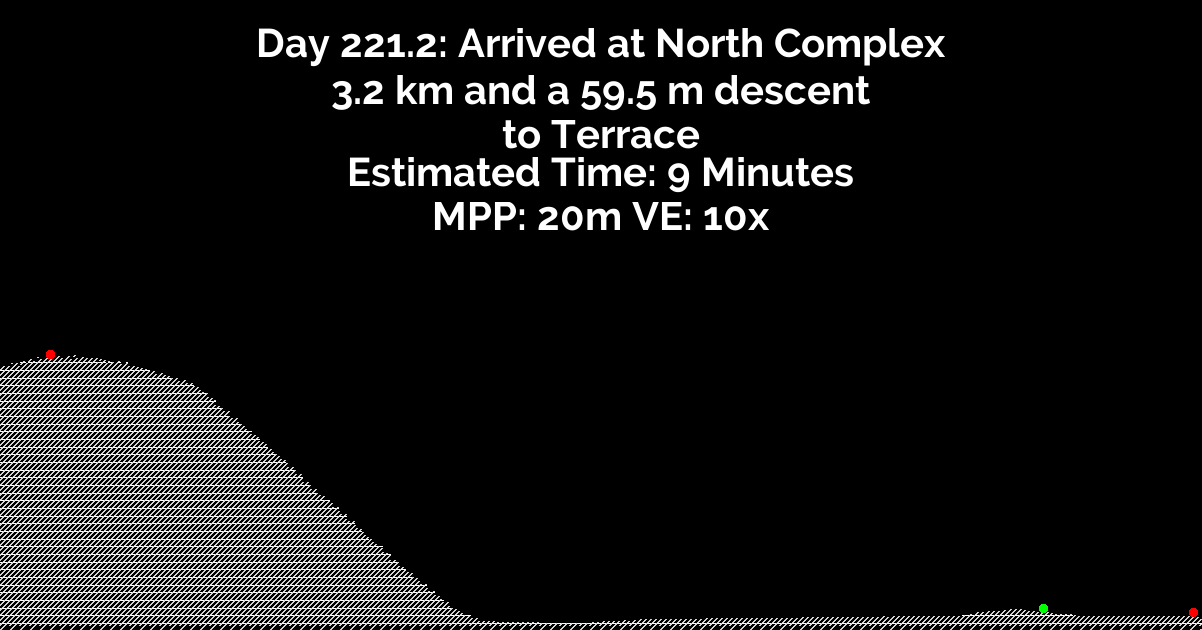 Day 221.2: Arrived at North Complex
3.2 km and a 59.5 m descent
to Terrace
Estimated Time: 9 Minutes
MPP: 20m VE: 10x